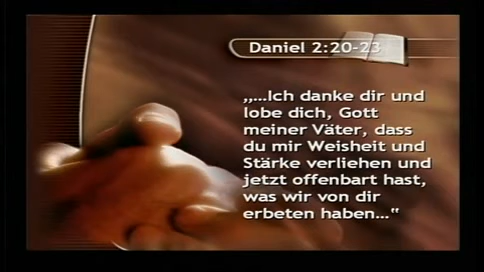 Daniel 2:20-23
„...Ich danke dir und
lobe dich, Gott
meiner Väter, dass
du mir Weisheit und
Stärke verliehen und
jetzt offenbart hast,
was wir von dir
erbeten haben...“